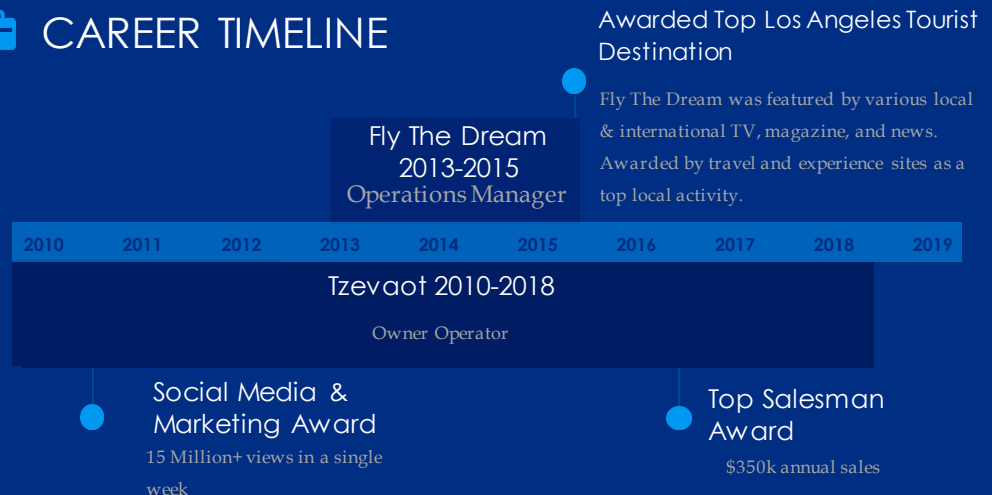 CAREER TIMELINE
Awarded Top Los Angeles Tourist
Destination
Fly The Dream was featured by various local
& international TV, magazine, and news.
Awarded by travel and experience sites as a
top local activity.
Fly The Dream
2013-2015
Operations Manager
2010 2011 2012 2013 2014 2015 2016 2017 2018 2019
Tzevaot 2010-2018
Owner Operator
Social Media &
Marketing Award
15 Million+ views in a single
week
Top Salesman
Award
$350k annual sales